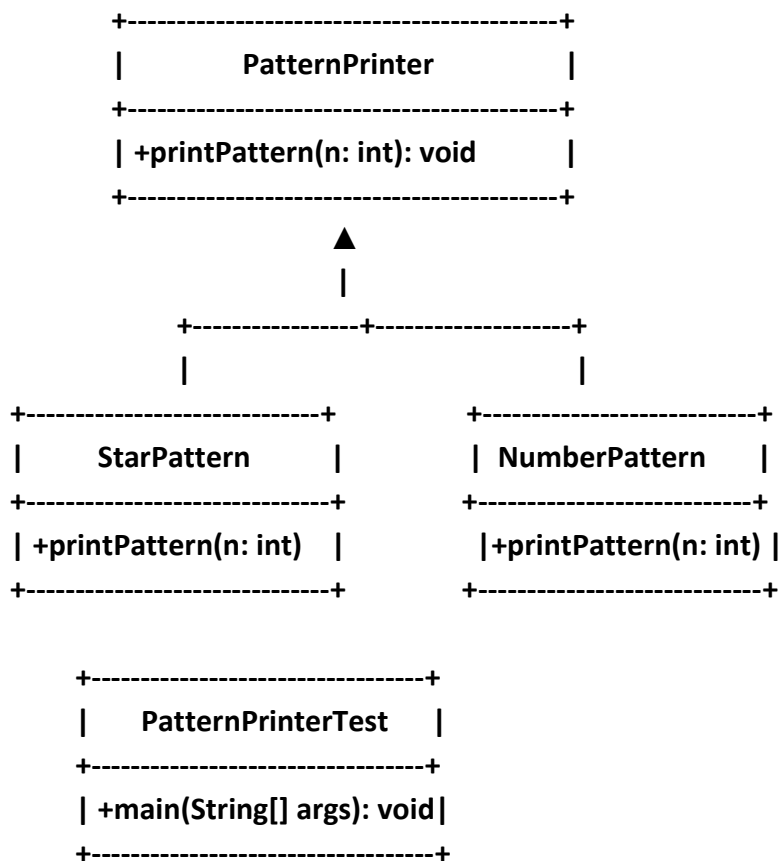 +-------------------------------------------+
| PatternPrinter |
+-------------------------------------------+
| +printPattern(n: int): void |
+-------------------------------------------+
▲
|
+-----------------+--------------------+
| |
+------------------------------+ +----------------------------+
| StarPattern | | NumberPattern |
+-------------------------------+ +----------------------------+
| +printPattern(n: int) | |+printPattern(n: int) |
+-------------------------------+ +-----------------------------+
+----------------------------------+
| PatternPrinterTest |
+----------------------------------+
| +main(String[] args): void|
+-----------------------------------+